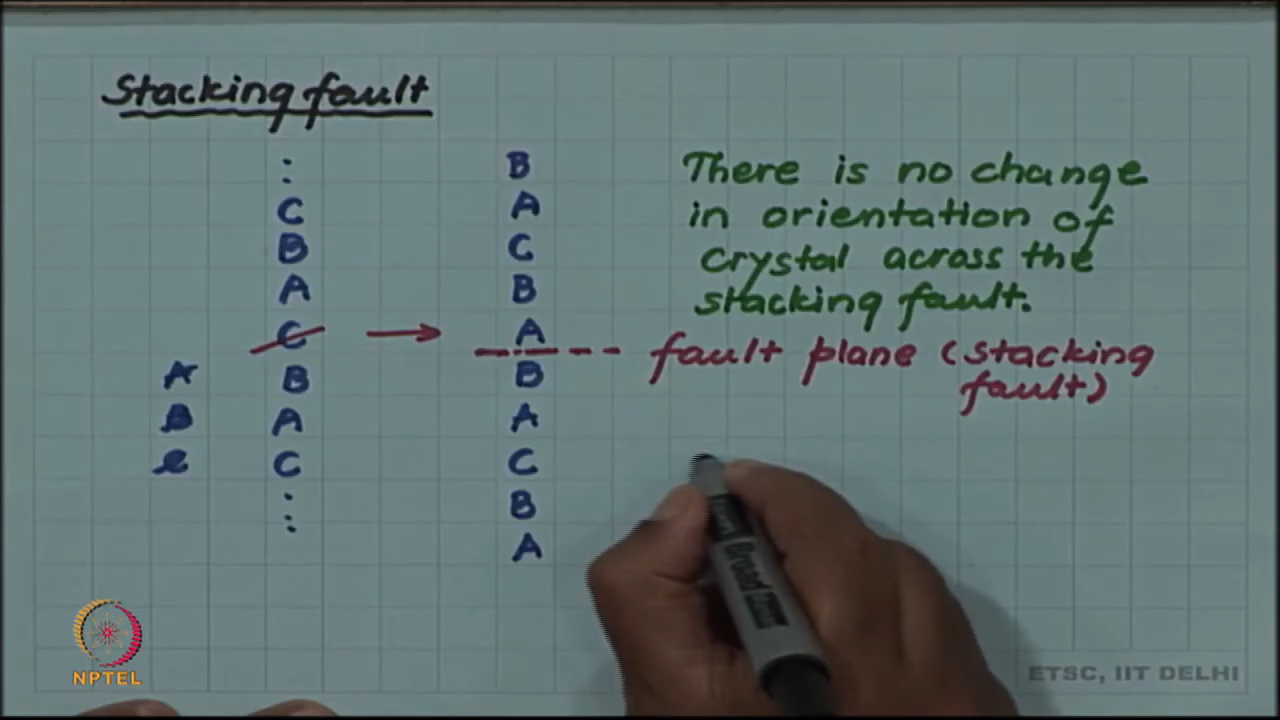 Stacking fault
:
C
B
A
C
B
A
C
:
A
B
C
B
A
C
B
A
B
A
C
B
A
There is no change
in orientation of
crystal across the
stacking fault.
fault plane (stacking
fault)
Broad
NPTEL
ETSC, IIT DELHI